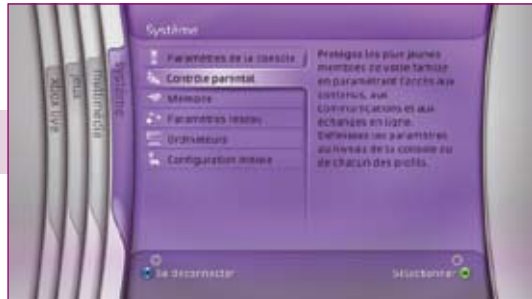 Système
Paramètres de la console
Contrôle parental
Mémoire
Paramètres réseau
Ordinateurs
Configuration initiale
Protégez les plus jeunes
membres de votre famille
en paramétrant l'accès aux
contenus, aux
communications et aux
échanges en ligne.
Définissez les paramètres
au niveau de la console ou
de chacun des profils.
Xbox Live
jeux
multimédia
Système
Se déconnecter
Sélectionner